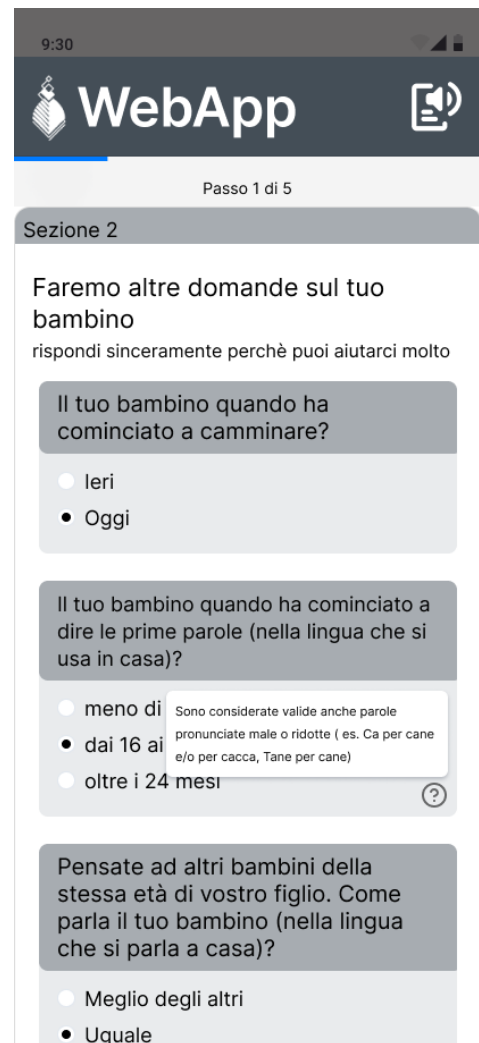 9:30
WebApp
Passo 1 di 5
Sezione 2
Faremo altre domande sul tuo
bambino
rispondi sinceramente perchè puoi aiutarci molto
Il tuo bambino quando ha
cominciato a camminare?
Ieri
Oggi
Il tuo bambino quando ha cominciato a
dire le prime parole (nella lingua che si
usa in casa)?
meno di
Sono considerate valide anche parole
pronunciate male o ridotte ( es. Ca per cane
e/o per cacca, Tane per cane)
dai 16 ai
oltre i 24 mesi
?
Pensate ad altri bambini della
stessa età di vostro figlio. Come
parla il tuo bambino (nella lingua
che si parla a casa)?
Meglio degli altri
Uguale